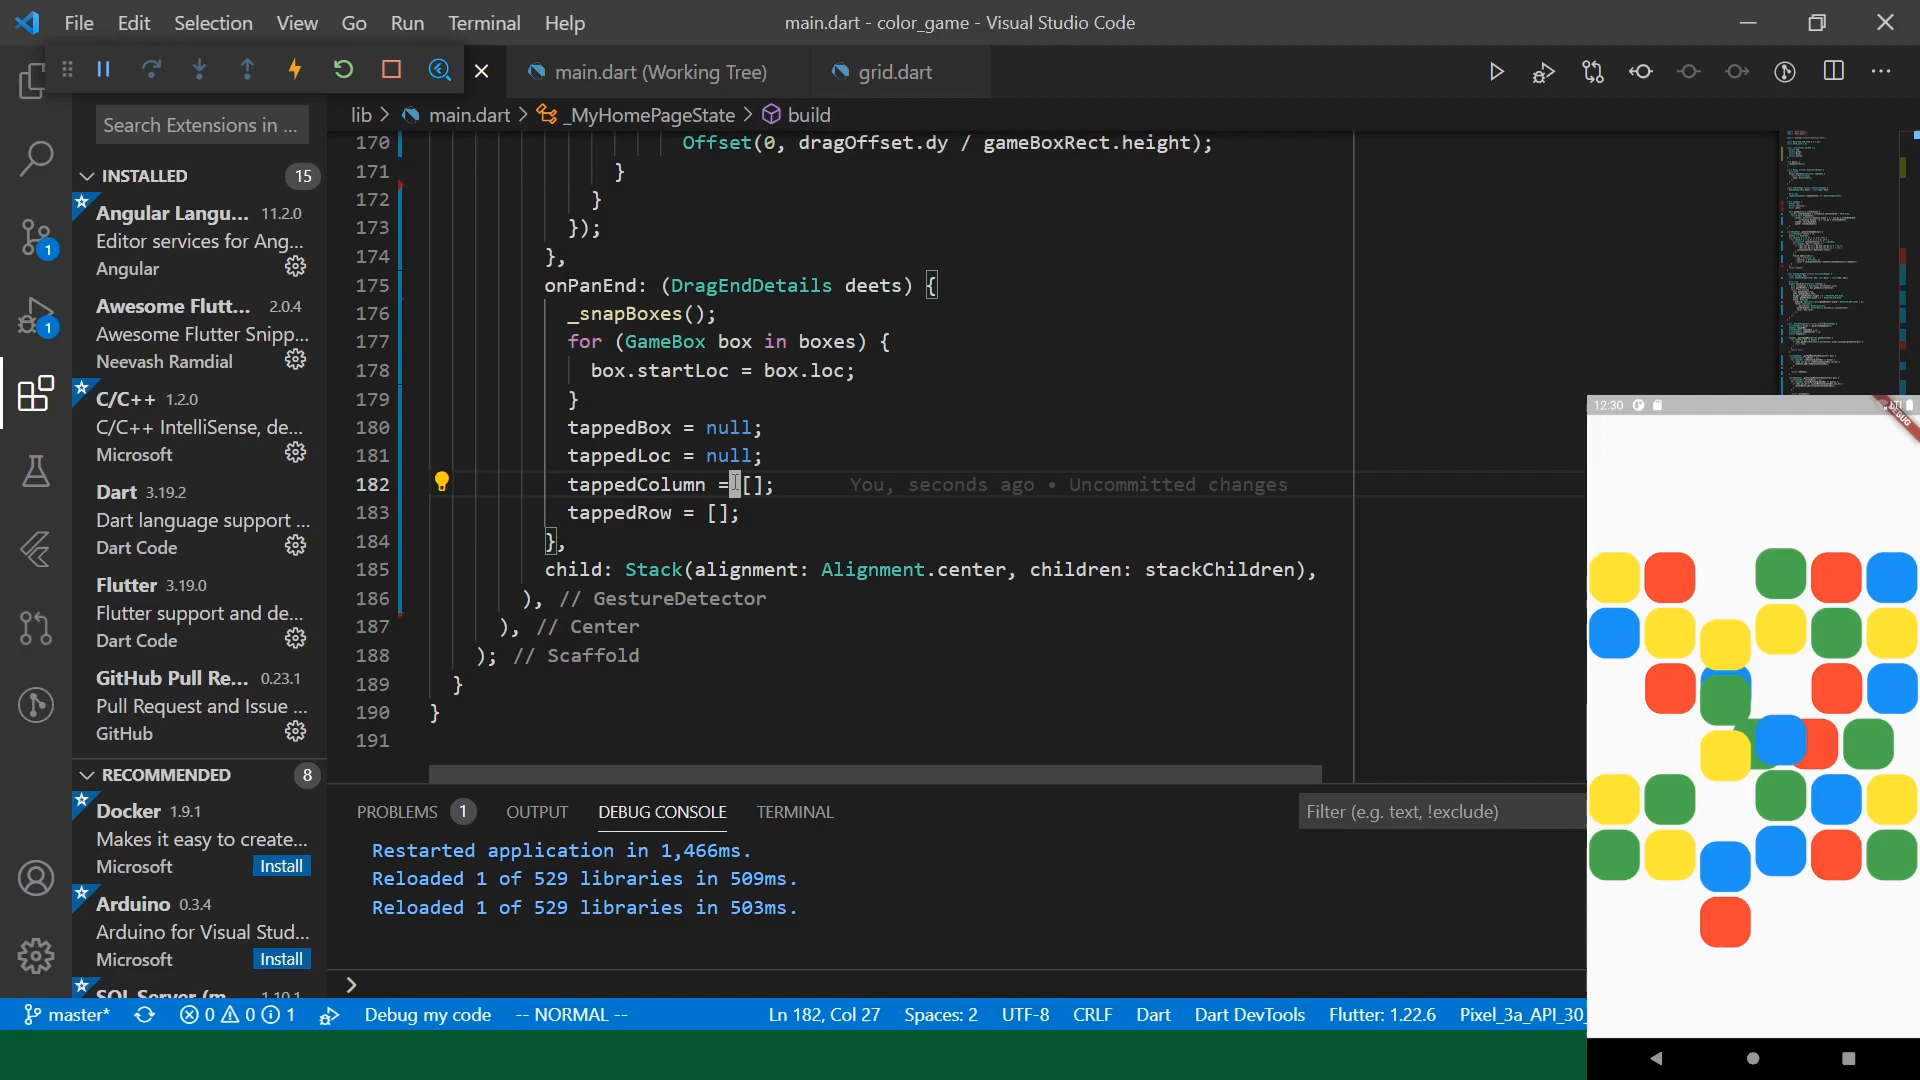 File Edit Selection View Go Run Terminal Help
main.dart - color_game - Visual Studio Code
main.dart (Working Tree) grid.dart
lib > main.dart > _MyHomePageState > build
Search Extensions in ...
INSTALLED 15
Angular Langu... 11.2.0
Editor services for Ang...
Angular
Awesome Flutt... 2.0.4
Awesome Flutter Snipp...
Neevash Ramdial
C/C++ 1.2.0
C/C++ IntelliSense, de...
Microsoft
Dart 3.19.2
Dart language support ...
Dart Code
Flutter 3.19.0
Flutter support and de...
Dart Code
GitHub Pull Re... 0.23.1
Pull Request and Issue ...
GitHub
RECOMMENDED 8
Docker 1.9.1
Makes it easy to create...
Microsoft Install
Arduino 0.3.4
Arduino for Visual Stud...
Microsoft Install
1
1
170 Offset(0, dragOffset.dy / gameBoxRect.height);
171 }
172 }
173 });
174 },
175 onPanEnd: (DragEndDetails deets) {
176 _snapBoxes();
177 for (GameBox box in boxes) {
178 box.startLoc = box.loc;
179 }
180 tappedBox = null;
181 tappedLoc = null;
182 tappedColumn = []; You, seconds ago • Uncommitted changes
183 tappedRow = [];
184 },
185 child: Stack(alignment: Alignment.center, children: stackChildren),
186 ), // GestureDetector
187 ), // Center
188 ); // Scaffold
189 }
190 }
191
PROBLEMS 1 OUTPUT DEBUG CONSOLE TERMINAL
Filter (e.g. text, !exclude)
Restarted application in 1,466ms.
Reloaded 1 of 529 libraries in 509ms.
Reloaded 1 of 529 libraries in 503ms.
>
12:30
DEBUG
master* 0 0 1 Debug my code -- NORMAL -- Ln 182, Col 27 Spaces: 2 UTF-8 CRLF Dart Dart DevTools Flutter: 1.22.6 Pixel_3a_API_30_